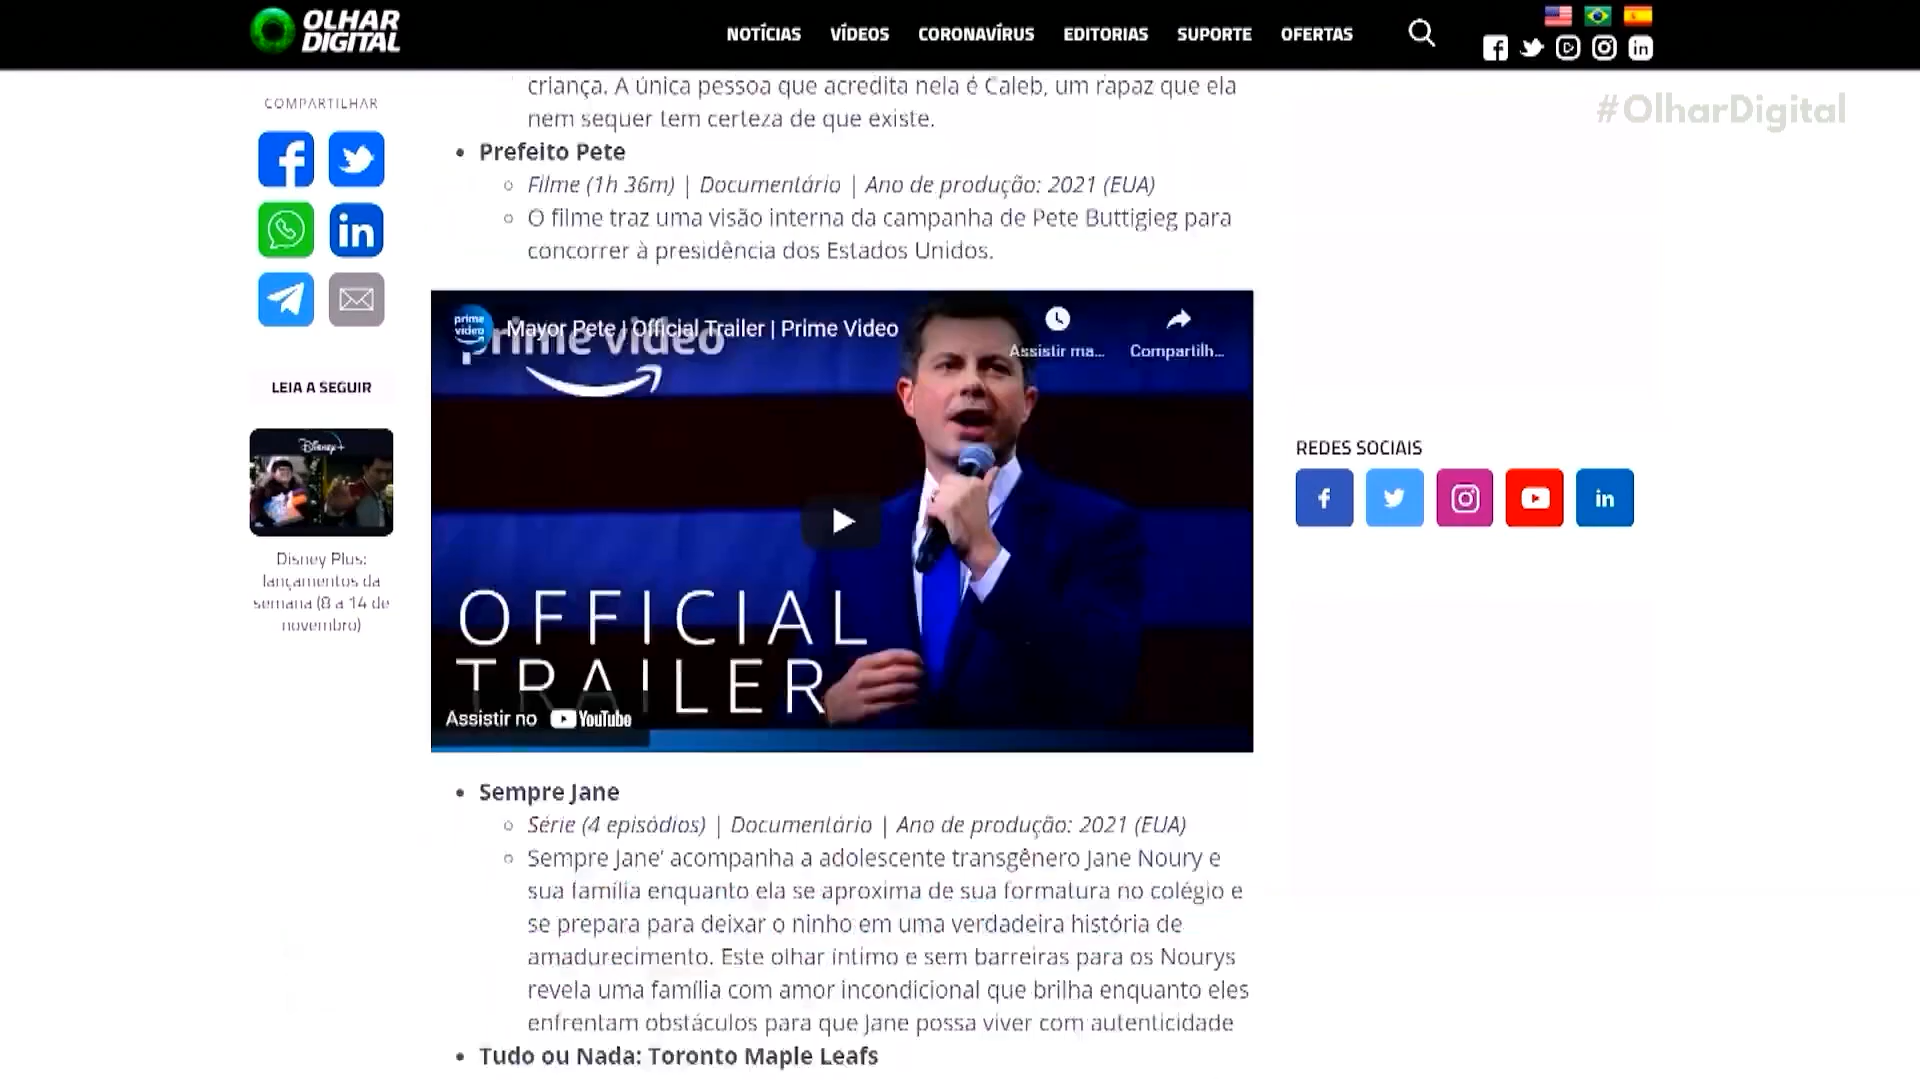 OLHAR
DIGITAL
NOTÍCIAS VÍDEOS CORONAVÍRUS EDITORIAS SUPORTE OFERTAS
#OlharDigital
COMPARTILHAR
criança. A única pessoa que acredita nela é Caleb, um rapaz que ela
nem sequer tem certeza de que existe.
Prefeito Pete
Filme (1h 36m) | Documentário | Ano de produção: 2021 (EUA)
O filme traz uma visão interna da campanha de Pete Buttigieg para
concorrer à presidência dos Estados Unidos.
LEIA A SEGUIR
Disney+
Disney Plus:
lançamentos da
semana (8 a 14 de
novembro)
prime
video
Mayor Pete | Official Trailer | Prime Video
prime video
Assistir ma... Compartilh...
OFFICIAL
TRAILER
Assistir no YouTube
REDES SOCIAIS
Sempre Jane
Série (4 episódios) | Documentário | Ano de produção: 2021 (EUA)
Sempre Jane’ acompanha a adolescente transgênero Jane Noury e
sua família enquanto ela se aproxima de sua formatura no colégio e
se prepara para deixar o ninho em uma verdadeira história de
amadurecimento. Este olhar íntimo e sem barreiras para os Nourys
revela uma família com amor incondicional que brilha enquanto eles
enfrentam obstáculos para que Jane possa viver com autenticidade
Tudo ou Nada: Toronto Maple Leafs